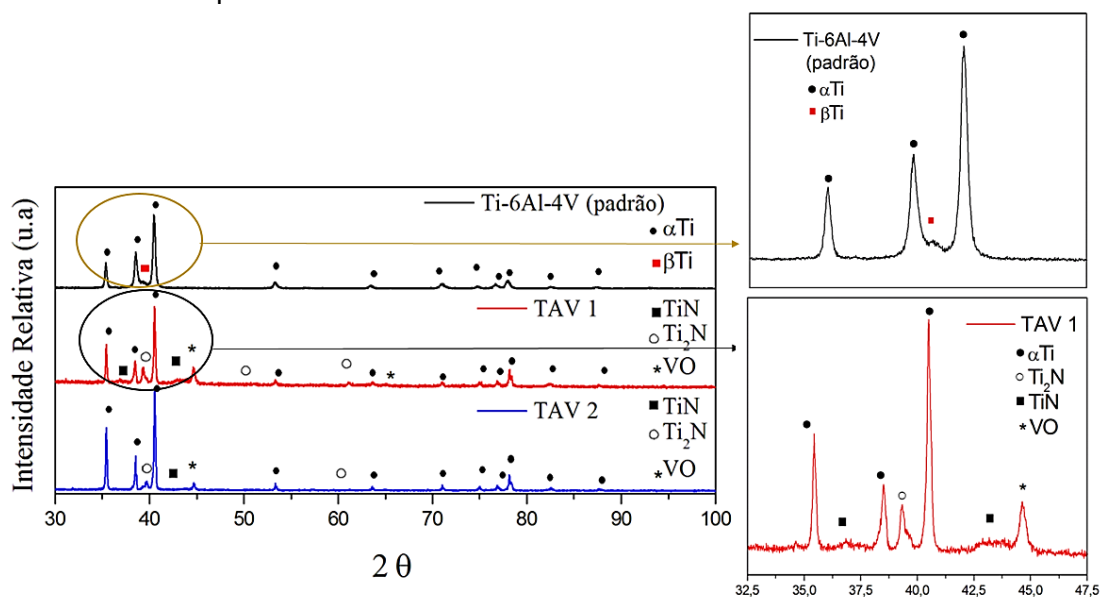 Intensidade Relativa (u.a)
Ti-6Al-4V (padrão)
αTi
βTi
TAV 1
TiN
Ti₂N
*VO
TAV 2
TiN
Ti₂N
*VO
* *
*
30 40 50 60 70 80 90 100
2 θ
Ti-6Al-4V
(padrão)
αTi
βTi
TAV 1
αTi
Ti₂N
TiN
* VO
*
32,5 35,0 37,5 40,0 42,5 45,0 47,5